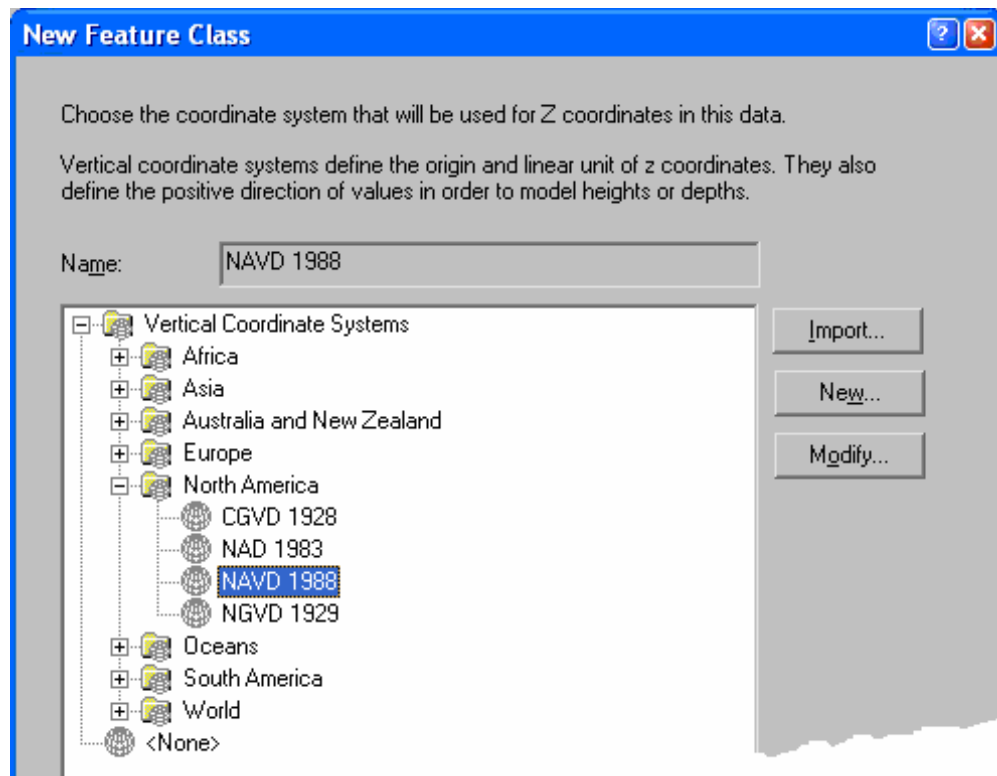 New Feature Class
Choose the coordinate system that will be used for Z coordinates in this data.
Vertical coordinate systems define the origin and linear unit of z coordinates. They also
define the positive direction of values in order to model heights or depths.
Name: NAVD 1988
Vertical Coordinate Systems
Africa
Asia
Australia and New Zealand
Europe
North America
CGVD 1928
NAD 1983
NAVD 1988
NGVD 1929
Oceans
South America
World
<None>
Import...
New...
Modify...